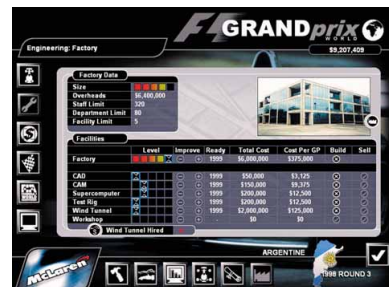 GRAND prix
WORLD
Engineering: Factory
$9,207,409
Factory Data
Size
Overheads $6,400,000
Staff Limit 320
Department Limit 80
Facility Limit 5
Facilities
Level Improve Ready Total Cost Cost Per GP Build Sell
Factory 1999 $6,000,000 $375,000
CAD 1999 $50,000 $3,125
CAM 1999 $150,000 $9,375
Supercomputer 1999 $200,000 $12,500
Test Rig 1999 $200,000 $12,500
Wind Tunnel 1999 $2,000,000 $125,000
Workshop - $0 $0
Wind Tunnel Hired
ARGENTINE
McLaren
1998 ROUND 3